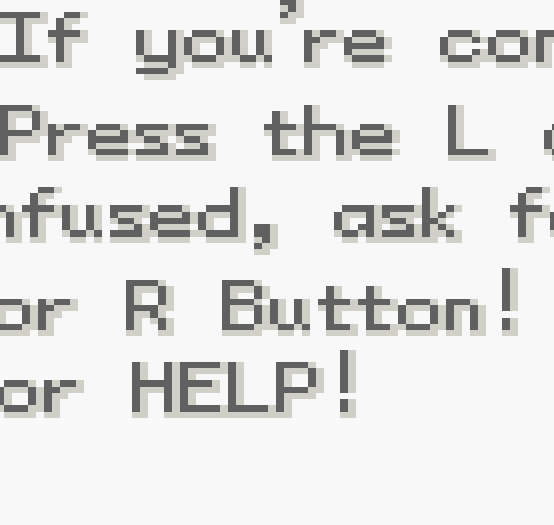 If you're con
Press the L o
nfused, ask fo
or R Button!
or HELP!